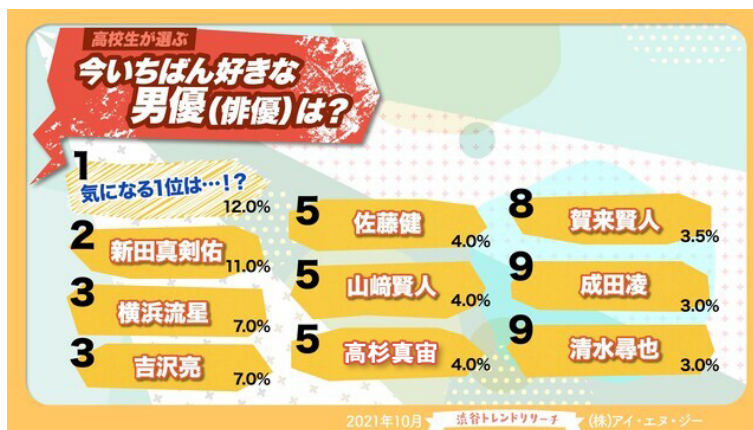 高校生が選ぶ
今いちばん好きな
男優(俳優)は?
1
気になる1位は…!?
12.0%
2
新田真剣佑
11.0%
3
横浜流星
7.0%
3
吉沢亮
7.0%
5
佐藤健
4.0%
5
山﨑賢人
4.0%
5
高杉真宙
4.0%
8
賀来賢人
3.5%
9
成田凌
3.0%
9
清水尋也
3.0%
2021年10月 渋谷トレンドリサーチ (株)アイ・エヌ・ジー